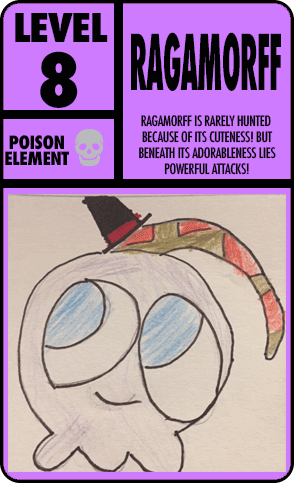 LEVEL
8
RAGAMORFF
POISON
ELEMENT
RAGAMORFF IS RARELY HUNTED
BECAUSE OF ITS CUTENESS! BUT
BENEATH ITS ADORABLENESS LIES
POWERFUL ATTACKS!